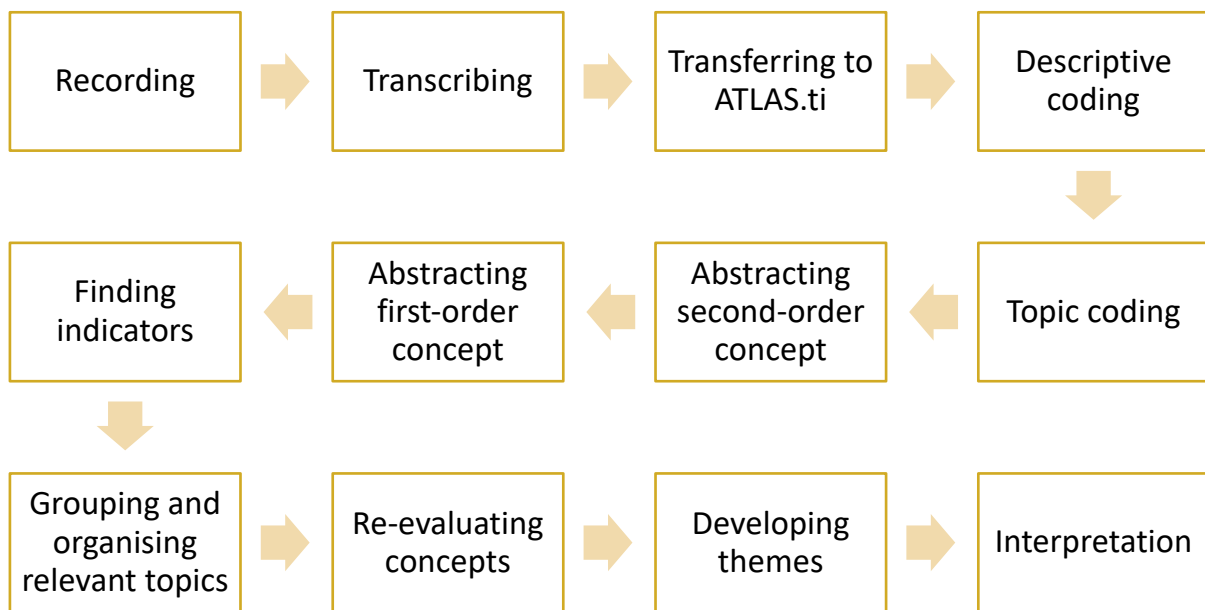 Recording
Transcribing
Transferring to
ATLAS.ti
Descriptive
coding
Topic coding
Abstracting
second-order
concept
Abstracting
first-order
concept
Finding
indicators
Grouping and
organising
relevant topics
Re-evaluating
concepts
Developing
themes
Interpretation